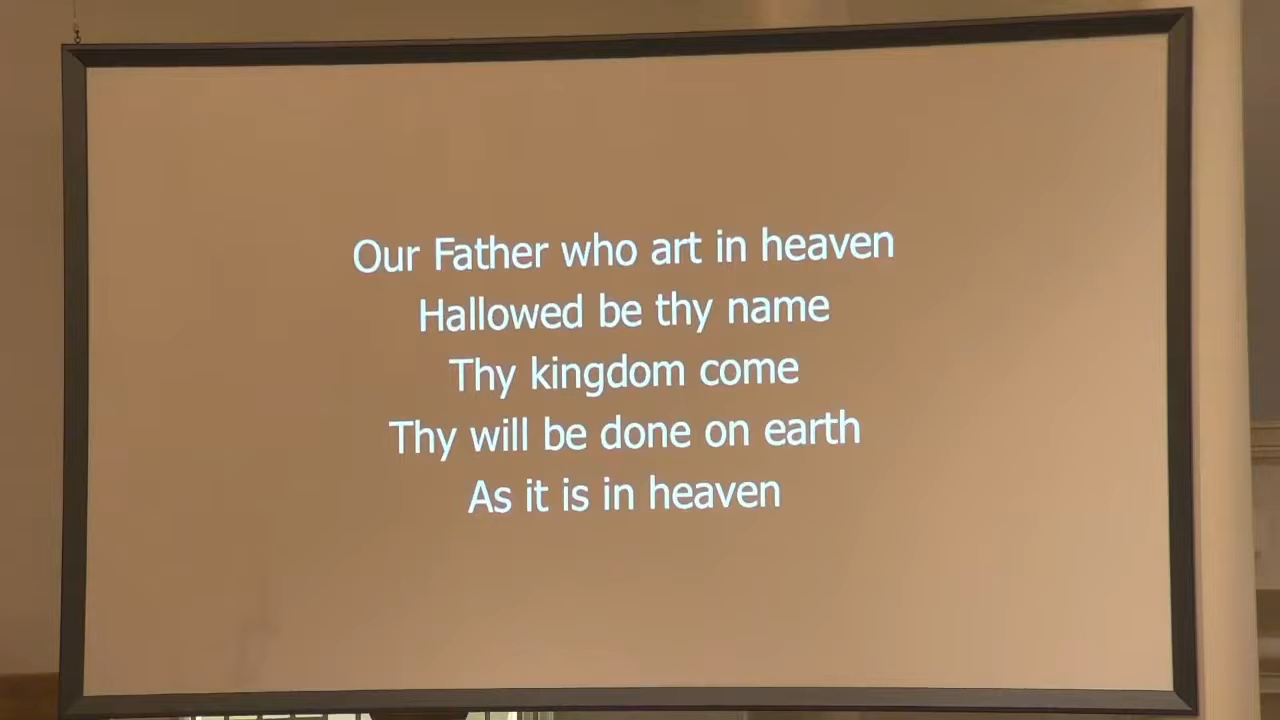 Our Father who art in heaven
Hallowed be thy name
Thy kingdom come
Thy will be done on earth
As it is in heaven